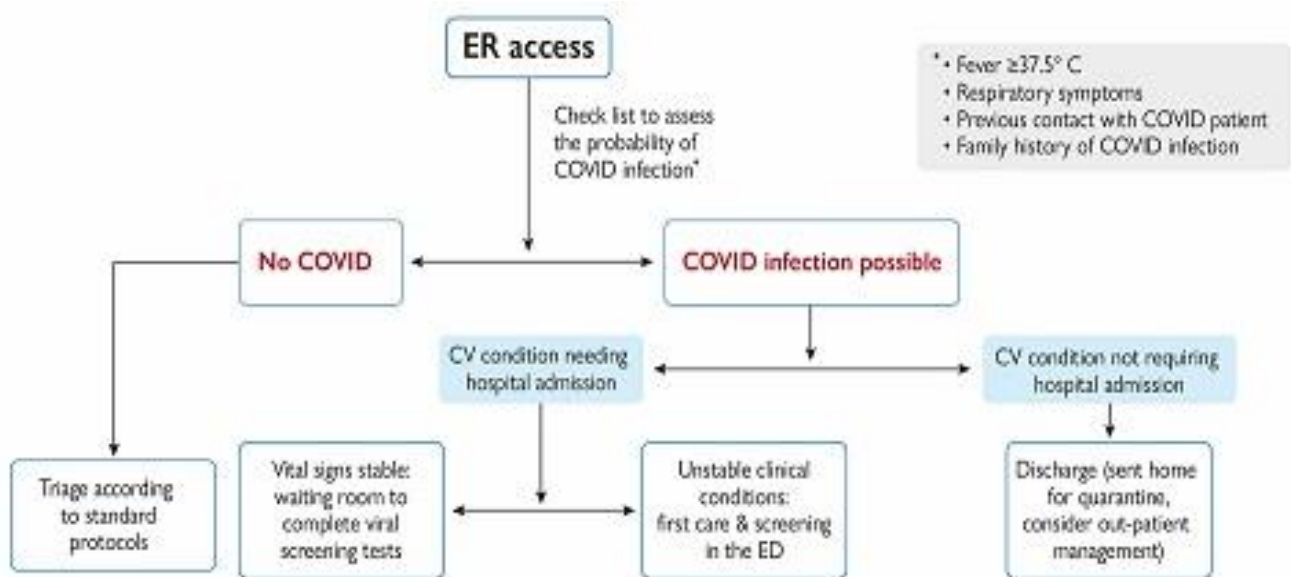 ER access
* • Fever ≥37.5° C
• Respiratory symptoms
• Previous contact with COVID patient
• Family history of COVID infection
Check list to assess
the probability of
COVID infection*
No COVID
COVID infection possible
CV condition needing
hospital admission
CV condition not requiring
hospital admission
Triage according
to standard
protocols
Vital signs stable:
waiting room to
complete viral
screening tests
Unstable clinical
conditions:
first care & screening
in the ED
Discharge (sent home
for quarantine,
consider out-patient
management)